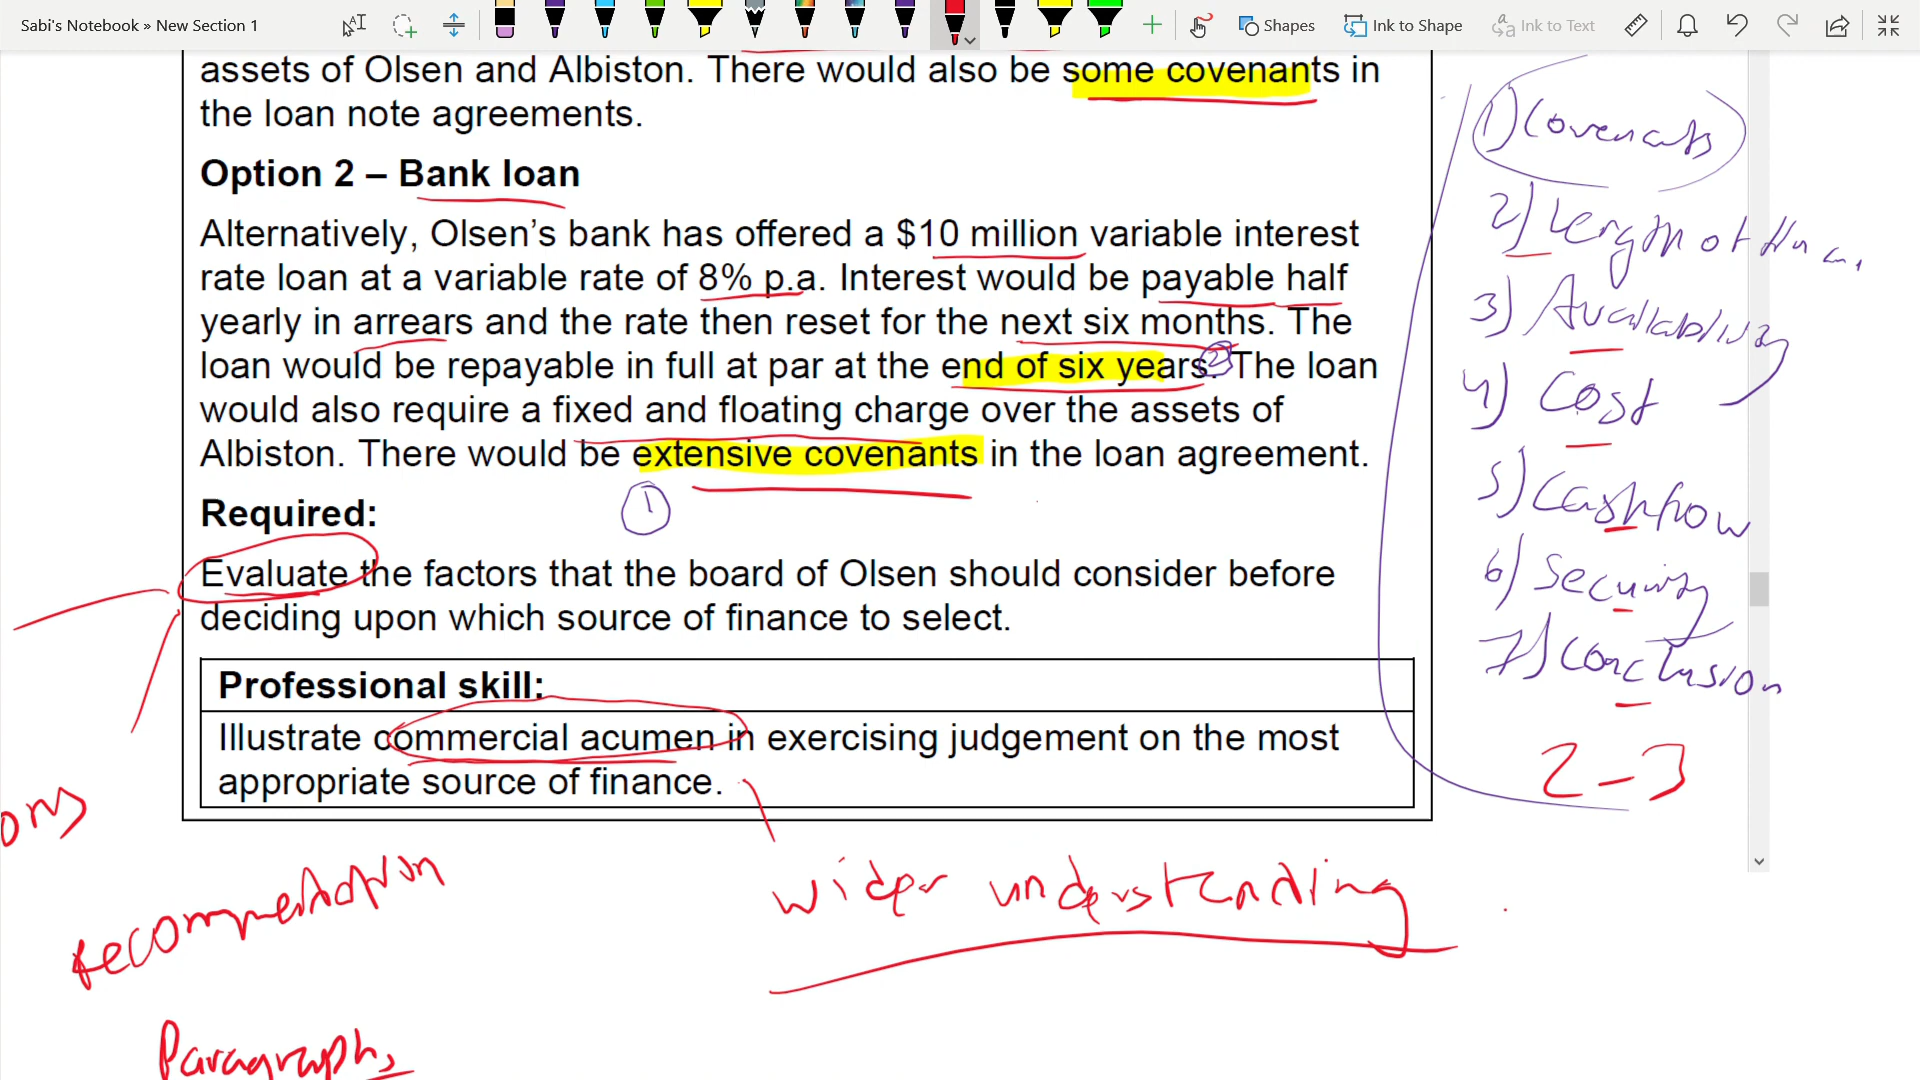 Sabi's Notebook » New Section 1
Shapes
Ink to Shape
Ink to Text
assets of Olsen and Albiston. There would also be some covenants in
the loan note agreements.
Option 2 – Bank loan
Alternatively, Olsen's bank has offered a $10 million variable interest
rate loan at a variable rate of 8% p.a. Interest would be payable half
yearly in arrears and the rate then reset for the next six months. The
loan would be repayable in full at par at the end of six years. The loan
② 
would also require a fixed and floating charge over the assets of
Albiston. There would be extensive covenants in the loan agreement.
①
Required:
Evaluate the factors that the board of Olsen should consider before
deciding upon which source of finance to select.
Professional skill:
Illustrate commercial acumen in exercising judgement on the most
appropriate source of finance.
1) Covenants
2) Length of
3) Availability
4) Cost
5) Cashflow
6) Security
7) Conclusion
2-3
ons
wider understanding
Paragraphs